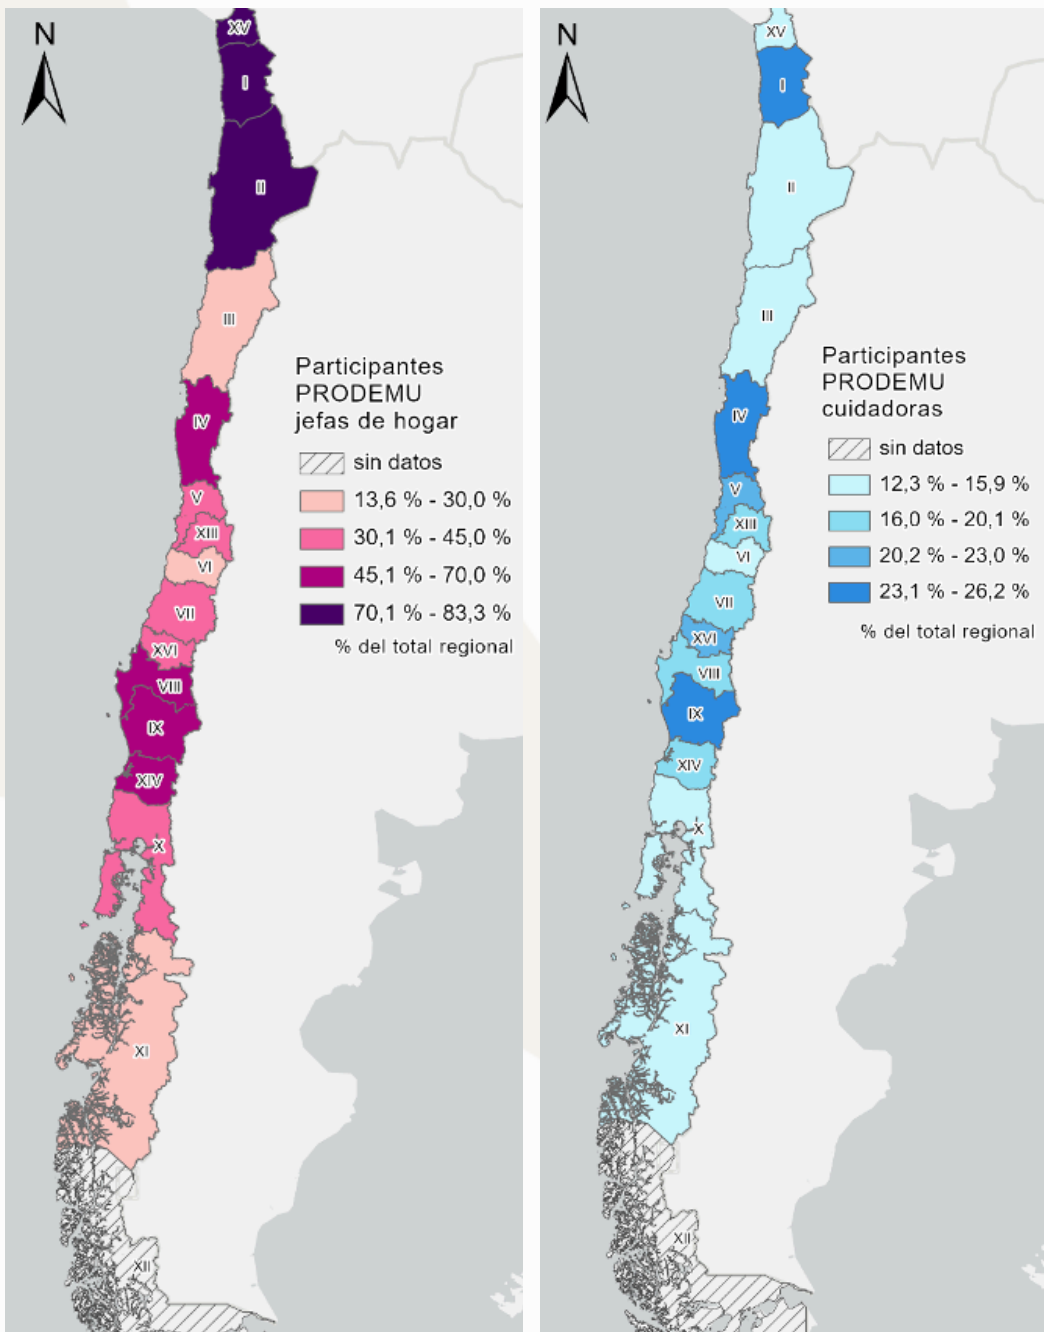 N
XV
I
II
III
IV
V
XIII
VI
VII
XVI
VIII
IX
XIV
X
XI
XII
Participantes
PRODEMU
jefas de hogar
sin datos
13,6 % - 30,0 %
30,1 % - 45,0 %
45,1 % - 70,0 %
70,1 % - 83,3 %
% del total regional
N
XV
I
II
III
IV
V
XIII
VI
VII
XVI
VIII
IX
XIV
X
XI
XII
Participantes
PRODEMU
cuidadoras
sin datos
12,3 % - 15,9 %
16,0 % - 20,1 %
20,2 % - 23,0 %
23,1 % - 26,2 %
% del total regional